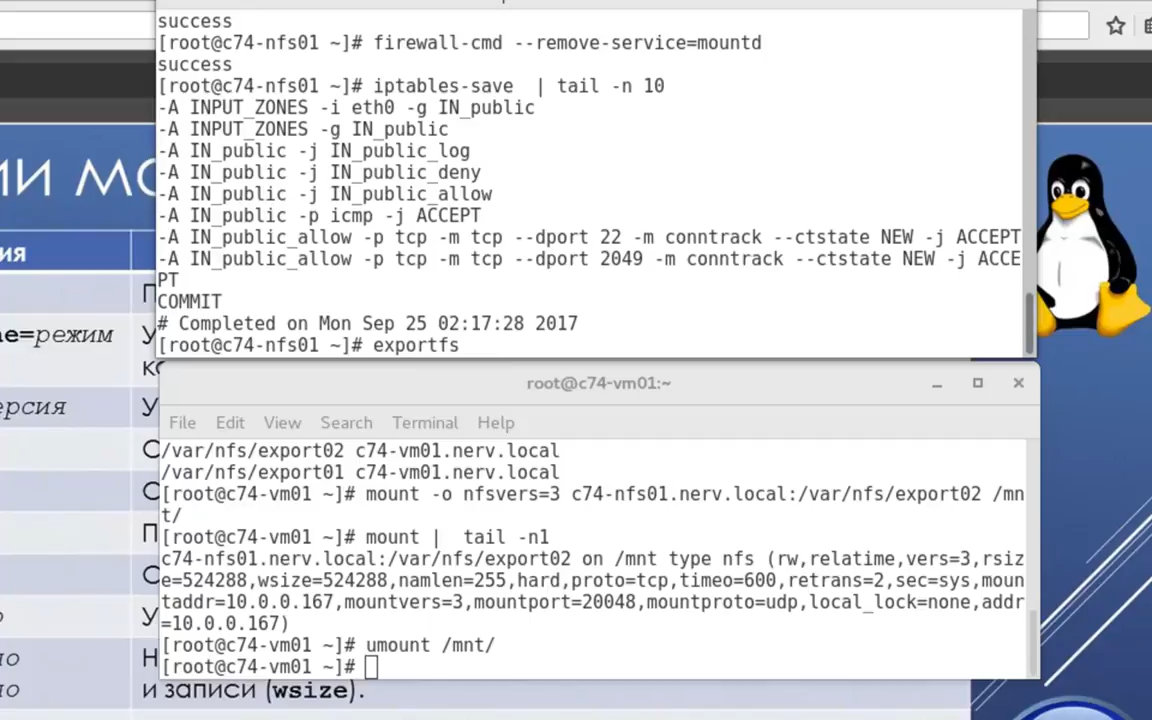 success
[root@c74-nfs01 ~]# firewall-cmd --remove-service=mountd
success
[root@c74-nfs01 ~]# iptables-save  | tail -n 10
-A INPUT_ZONES -i eth0 -g IN_public
-A INPUT_ZONES -g IN_public
-A IN_public -j IN_public_log
-A IN_public -j IN_public_deny
-A IN_public -j IN_public_allow
-A IN_public -p icmp -j ACCEPT
-A IN_public_allow -p tcp -m tcp --dport 22 -m conntrack --ctstate NEW -j ACCEPT
-A IN_public_allow -p tcp -m tcp --dport 2049 -m conntrack --ctstate NEW -j ACCE
PT
COMMIT
# Completed on Mon Sep 25 02:17:28 2017
[root@c74-nfs01 ~]# exportfs
root@c74-vm01:~
File Edit View Search Terminal Help
/var/nfs/export02 c74-vm01.nerv.local
/var/nfs/export01 c74-vm01.nerv.local
[root@c74-vm01 ~]# mount -o nfsvers=3 c74-nfs01.nerv.local:/var/nfs/export02 /mn
t/
[root@c74-vm01 ~]# mount |  tail -n1
c74-nfs01.nerv.local:/var/nfs/export02 on /mnt type nfs (rw,relatime,vers=3,rsiz
e=524288,wsize=524288,namlen=255,hard,proto=tcp,timeo=600,retrans=2,sec=sys,moun
taddr=10.0.0.167,mountvers=3,mountport=20048,mountproto=udp,local_lock=none,addr
=10.0.0.167)
[root@c74-vm01 ~]# umount /mnt/
[root@c74-vm01 ~]#
режим
и записи (wsize).